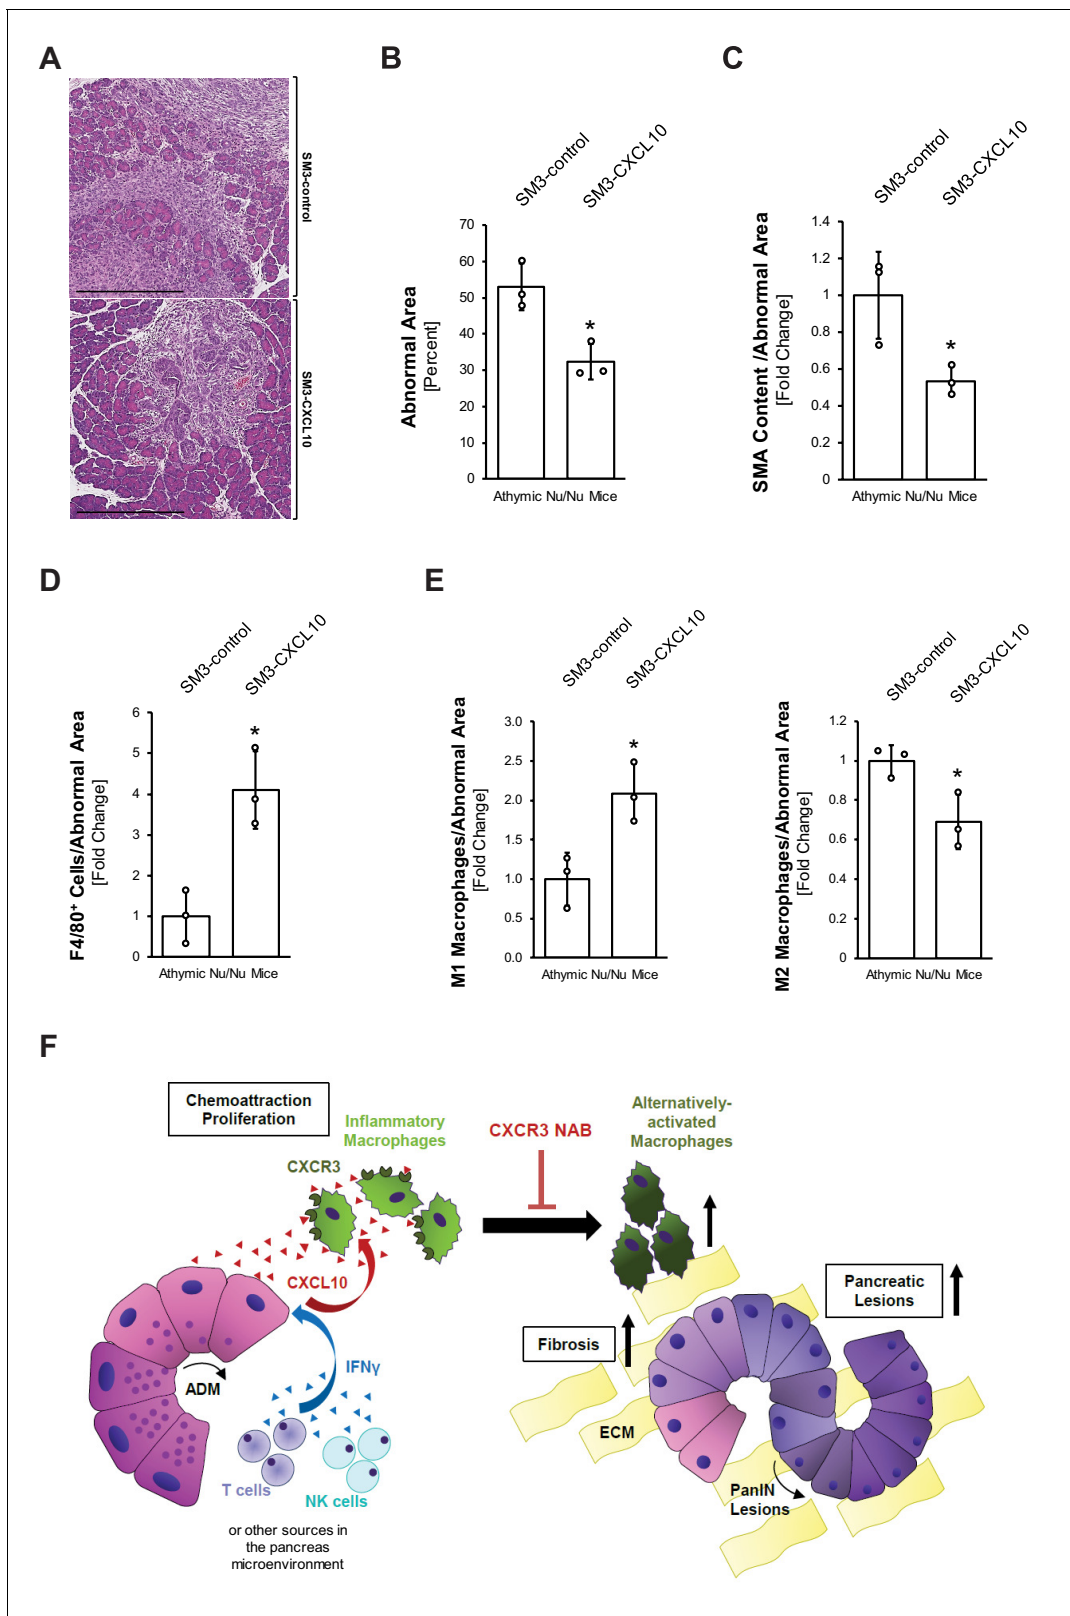 A
SM3-control
SM3-CXCL10
B
SM3-control
SM3-CXCL10
Abnormal Area
[Percent]
70
60
50
40
30
20
10
0
*
Athymic Nu/Nu Mice
C
SM3-control
SM3-CXCL10
SMA Content /Abnormal Area
[Fold Change]
1.4
1.2
1
0.8
0.6
0.4
0.2
0
*
Athymic Nu/Nu Mice
D
SM3-control
SM3-CXCL10
F4/80⁺ Cells/Abnormal Area
[Fold Change]
6
5
4
3
2
1
0
*
Athymic Nu/Nu Mice
E
SM3-control
SM3-CXCL10
M1 Macrophages/Abnormal Area
[Fold Change]
3.0
2.5
2.0
1.5
1.0
0.5
0.0
*
Athymic Nu/Nu Mice
SM3-control
SM3-CXCL10
M2 Macrophages/Abnormal Area
[Fold Change]
1.2
1
0.8
0.6
0.4
0.2
0
*
Athymic Nu/Nu Mice
F
Chemoattraction
Proliferation
Inflammatory
Macrophages
CXCR3
CXCR3 NAB
Alternatively-
activated
Macrophages
CXCL10
Pancreatic
Lesions
Fibrosis
IFNγ
ADM
ECM
T cells
NK cells
PanIN
Lesions
or other sources in
the pancreas
microenvironment